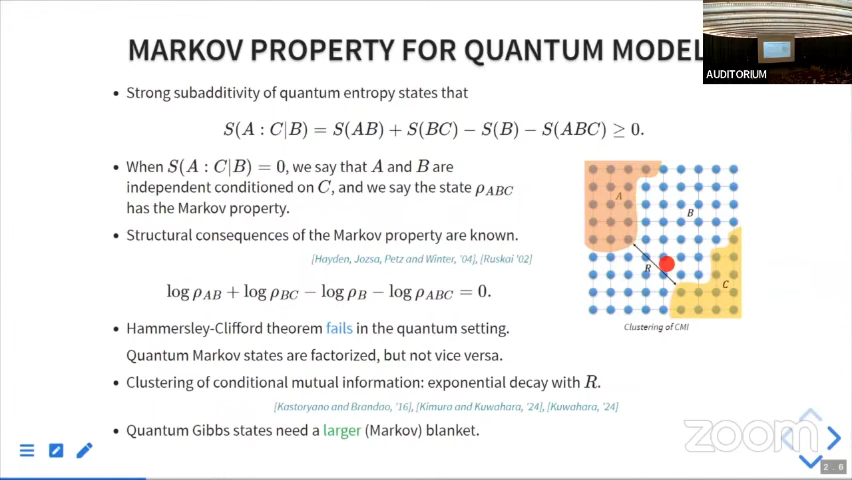 MARKOV PROPERTY FOR QUANTUM MODEL
AUDITORIUM
• Strong subadditivity of quantum entropy states that
S(A : C|B) = S(AB) + S(BC) − S(B) − S(ABC) ≥ 0.
• When S(A : C|B) = 0, we say that A and B are
independent conditioned on C, and we say the state ρ_ABC
has the Markov property.
• Structural consequences of the Markov property are known.
[Hayden, Jozsa, Petz and Winter, '04], [Ruskai '02]
log ρ_AB + log ρ_BC − log ρ_B − log ρ_ABC = 0.
• Hammersley-Clifford theorem fails in the quantum setting.
Quantum Markov states are factorized, but not vice versa.
• Clustering of conditional mutual information: exponential decay with R.
[Kastoryano and Brandao, '16], [Kimura and Kuwahara, '24], [Kuwahara, '24]
• Quantum Gibbs states need a larger (Markov) blanket.
A
B
R
C
Clustering of CMI
zoom
2 . 6